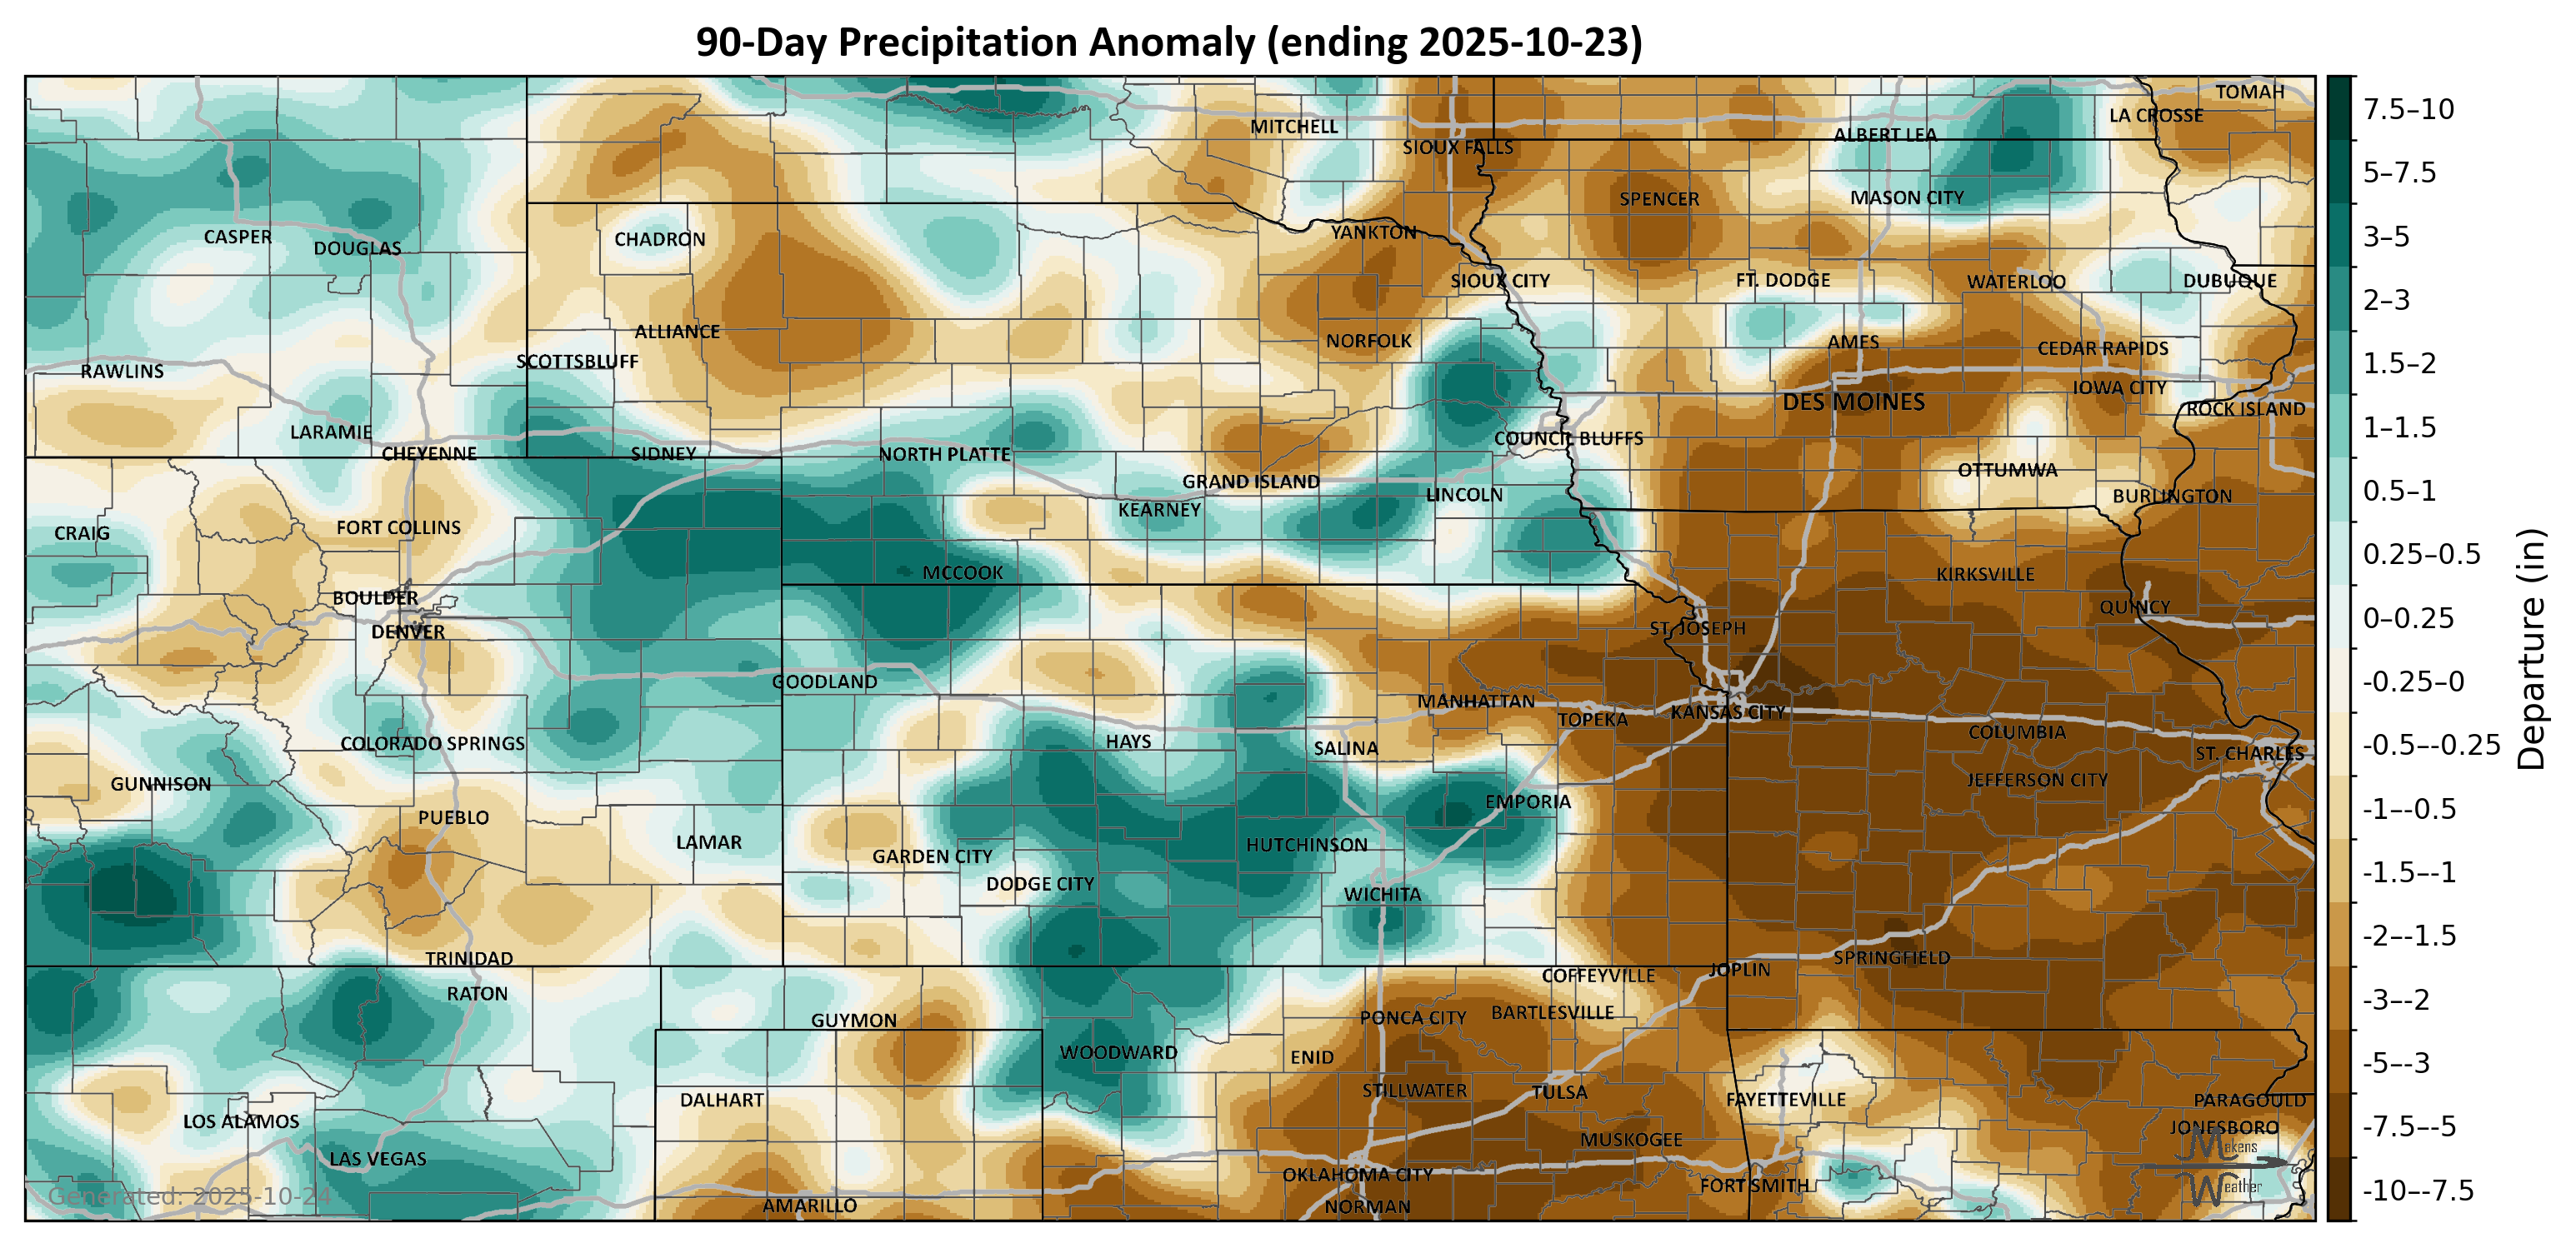 90-Day Precipitation Anomaly (ending 2025-10-23)
TOMAH
LA CROSSE
MITCHELL
ALBERT LEA
SIOUX FALLS
SPENCER
MASON CITY
YANKTON
CASPER
DOUGLAS
CHADRON
SIOUX CITY
FT. DODGE
WATERLOO
DUBUQUE
ALLIANCE
NORFOLK
AMES
CEDAR RAPIDS
SCOTTSBLUFF
RAWLINS
IOWA CITY
DES MOINES
ROCK ISLAND
LARAMIE
COUNCIL BLUFFS
CHEYENNE
SIDNEY
NORTH PLATTE
OTTUMWA
GRAND ISLAND
LINCOLN
BURLINGTON
KEARNEY
CRAIG
FORT COLLINS
MCCOOK
KIRKSVILLE
BOULDER
QUINCY
DENVER
ST. JOSEPH
GOODLAND
MANHATTAN
TOPEKA
KANSAS CITY
COLUMBIA
COLORADO SPRINGS
HAYS
SALINA
ST. CHARLES
GUNNISON
JEFFERSON CITY
EMPORIA
PUEBLO
LAMAR
HUTCHINSON
GARDEN CITY
DODGE CITY
WICHITA
TRINIDAD
SPRINGFIELD
JOPLIN
COFFEYVILLE
RATON
BARTLESVILLE
PONCA CITY
GUYMON
WOODWARD
ENID
STILLWATER
TULSA
DALHART
FAYETTEVILLE
PARAGOULD
LOS ALAMOS
JONESBORO
MUSKOGEE
LAS VEGAS
OKLAHOMA CITY
FORT SMITH
AMARILLO
NORMAN
Generated: 2025-10-24
Makens
Weather
7.5–10
5–7.5
3–5
2–3
1.5–2
1–1.5
0.5–1
0.25–0.5
0–0.25
-0.25–0
-0.5–-0.25
-1–-0.5
-1.5–-1
-2–-1.5
-3–-2
-5–-3
-7.5–-5
-10–-7.5
Departure (in)